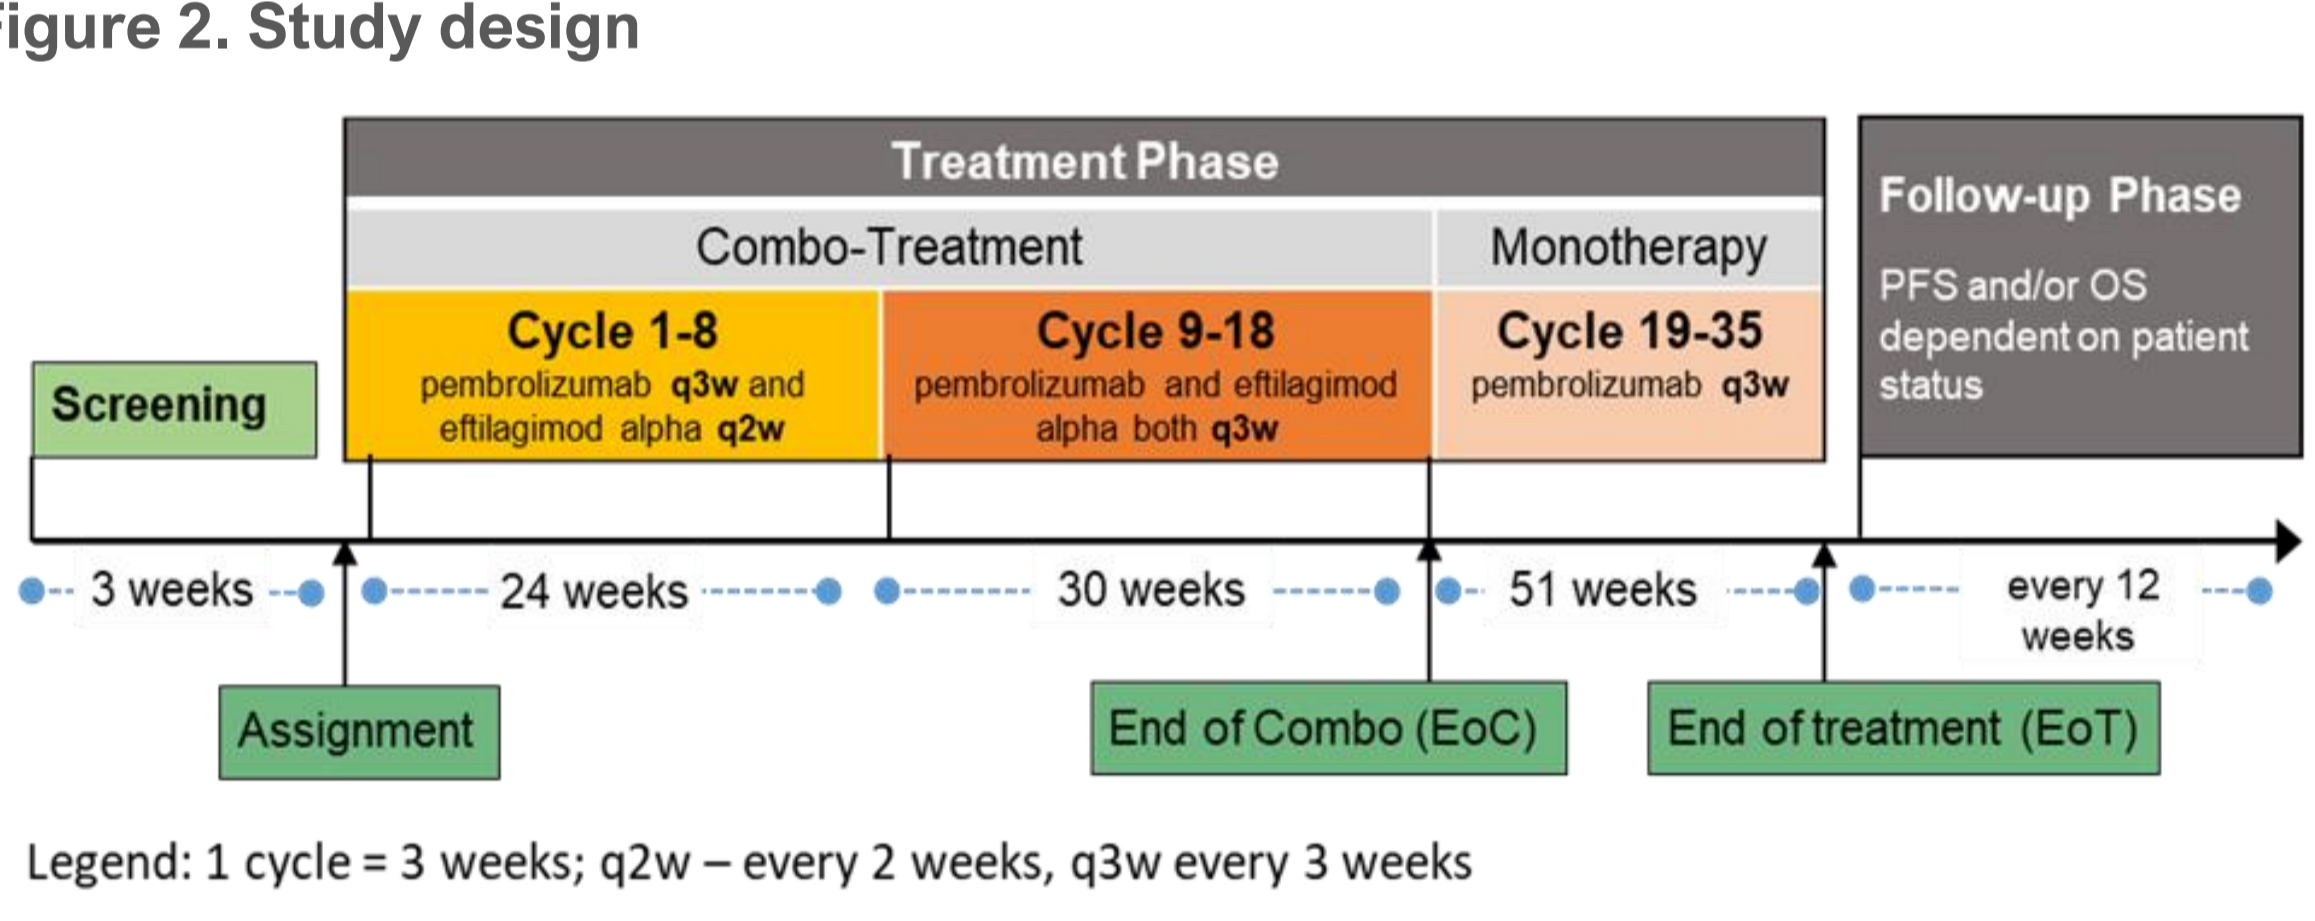 igure 2. Study design
Treatment Phase
Combo-Treatment
Monotherapy
Cycle 1-8
pembrolizumab q3w and
eftilagimod alpha q2w
Cycle 9-18
pembrolizumab and eftilagimod
alpha both q3w
Cycle 19-35
pembrolizumab q3w
Follow-up Phase
PFS and/or OS
dependent on patient
status
Screening
3 weeks
24 weeks
30 weeks
51 weeks
every 12
weeks
Assignment
End of Combo (EoC)
End of treatment (EoT)
Legend: 1 cycle = 3 weeks; q2w – every 2 weeks, q3w every 3 weeks